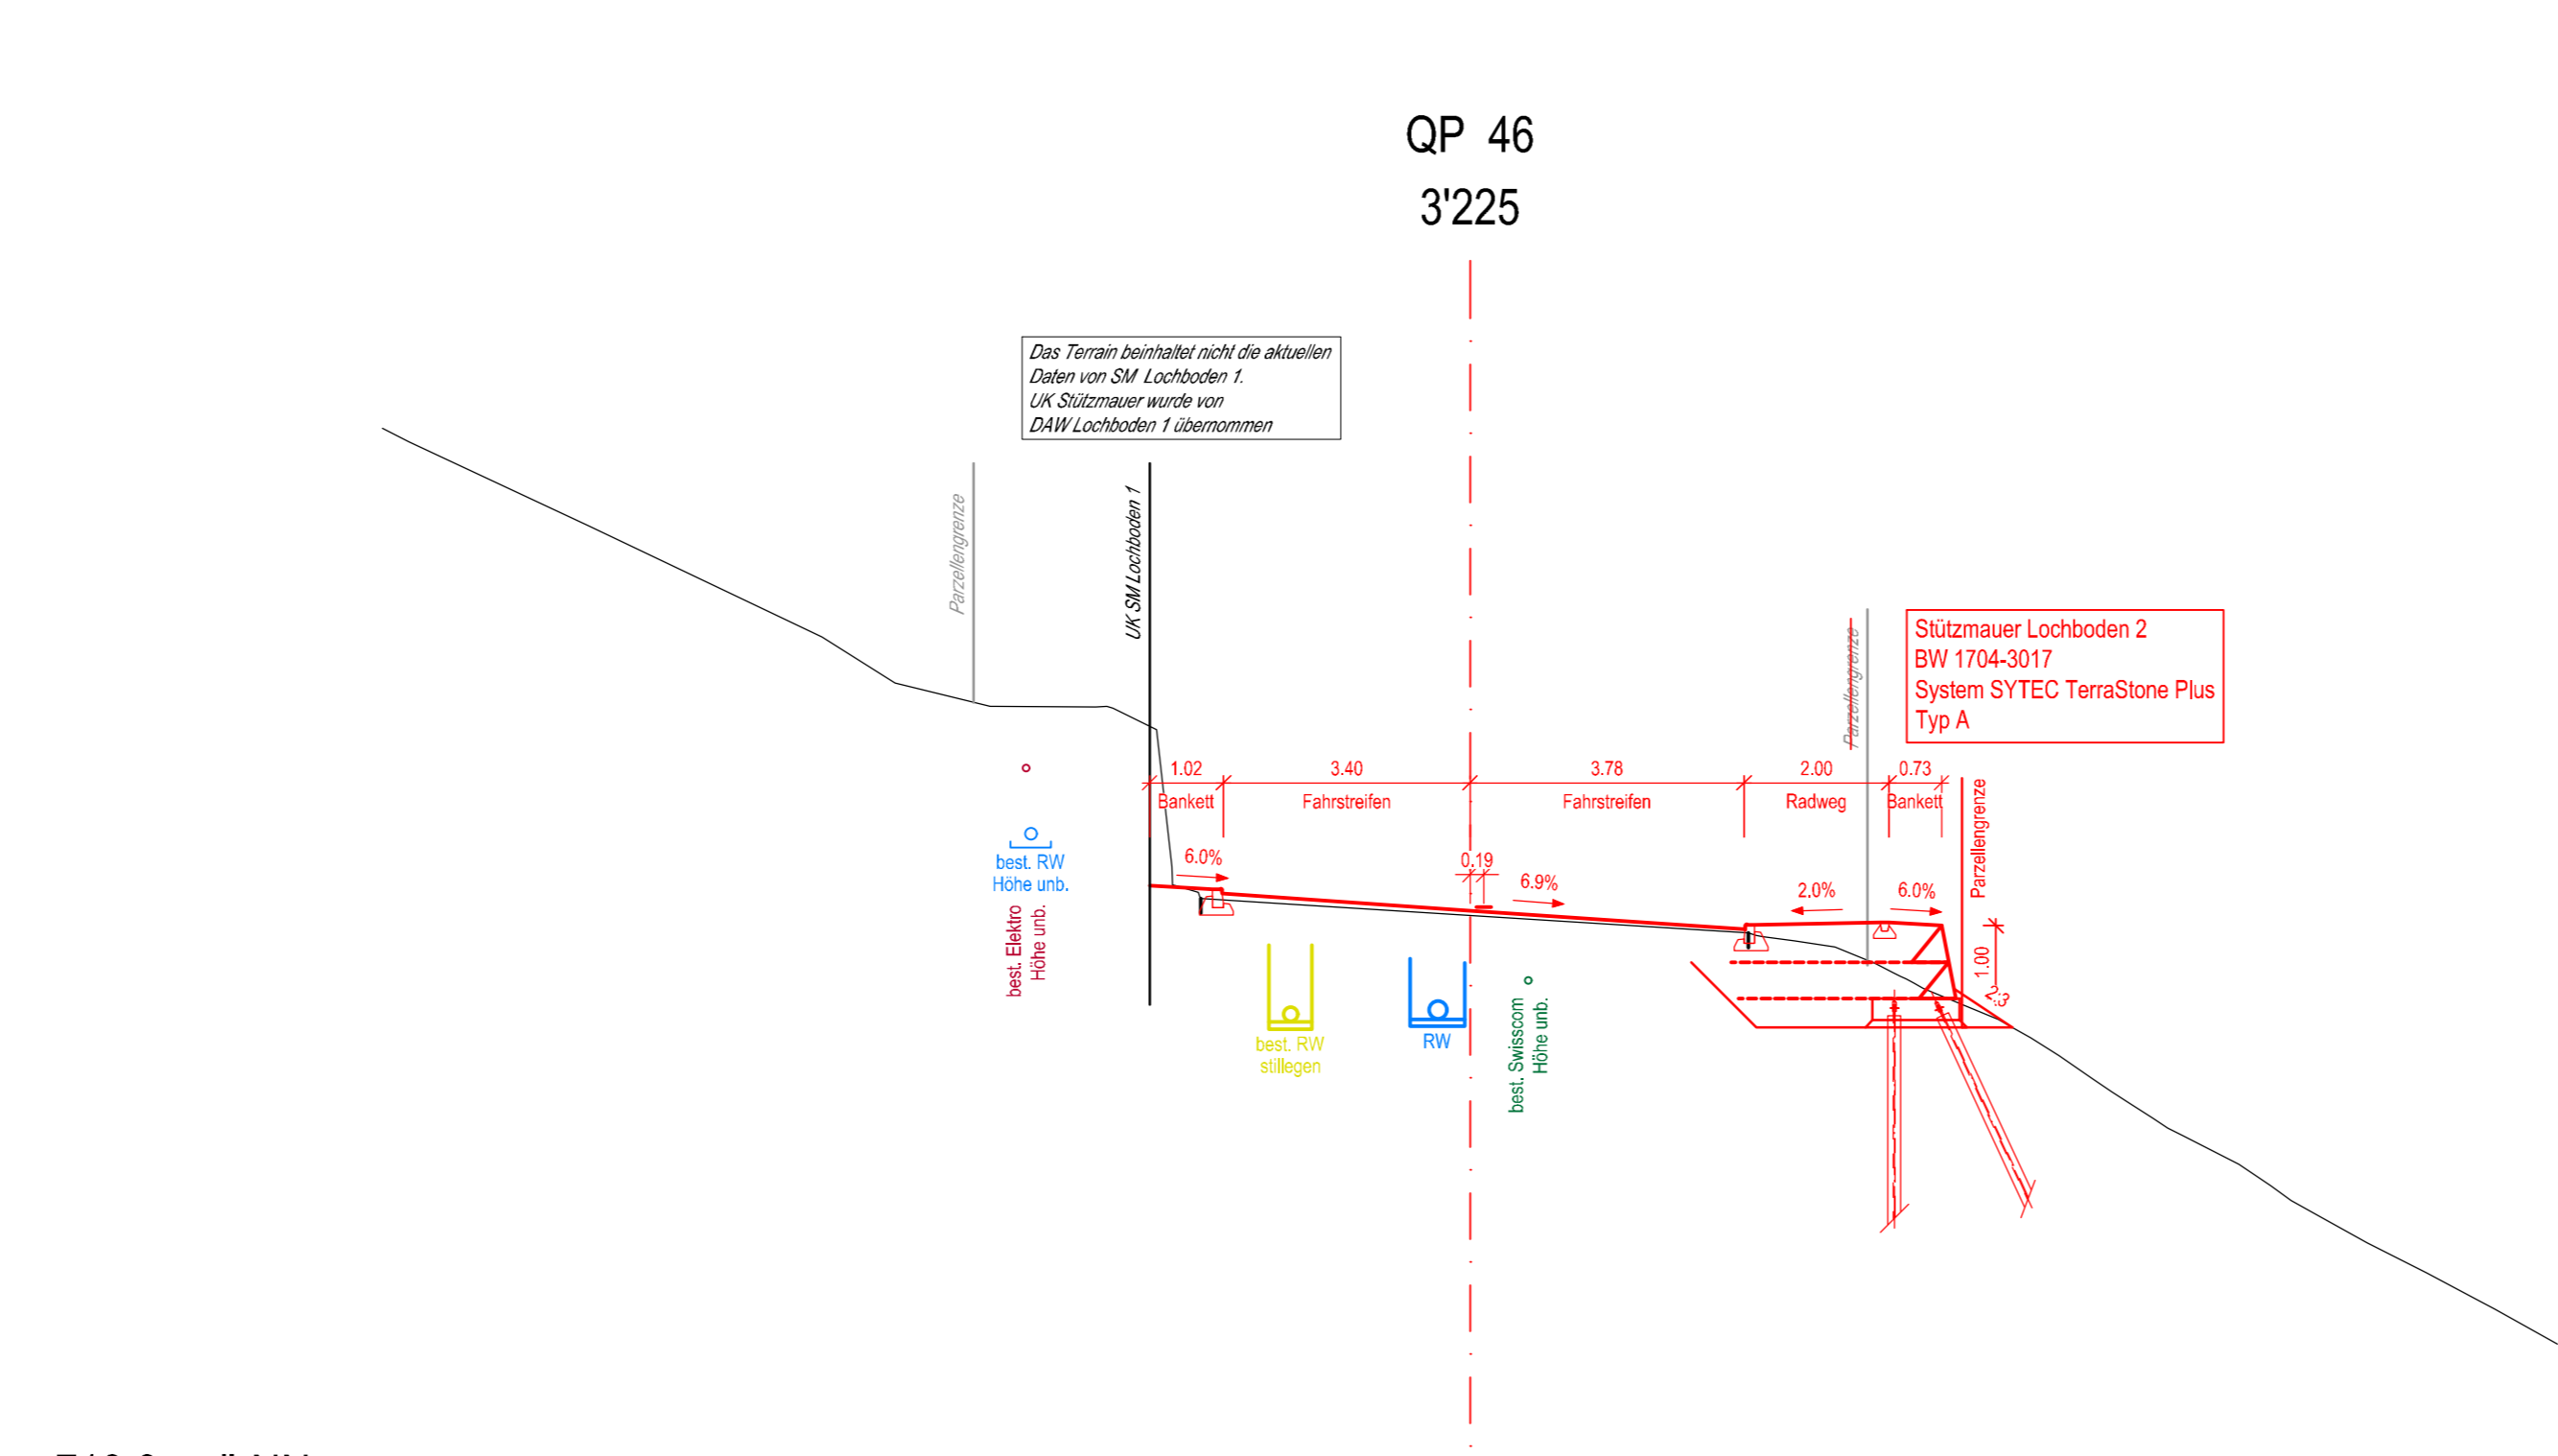 QP 46
3'225
Das Terrain beinhaltet nicht die aktuellen
Daten von SM Lochboden 1.
UK Stützmauer wurde von
DAW Lochboden 1 übernommen
Parzellengrenze
UK SM Lochboden 1
Parzellengrenze
Stützmauer Lochboden 2
BW 1704-3017
System SYTEC TerraStone Plus
Typ A
1.02
3.40
3.78
2.00
0.73
Bankett
Fahrstreifen
Fahrstreifen
Radweg
Bankett
Parzellengrenze
best. RW
Höhe unb.
6.0%
0.19
6.9%
2.0%
6.0%
best. Elektro
Höhe unb.
1.00
2:3
best. RW
stillegen
RW
best. Swisscom
Höhe unb.